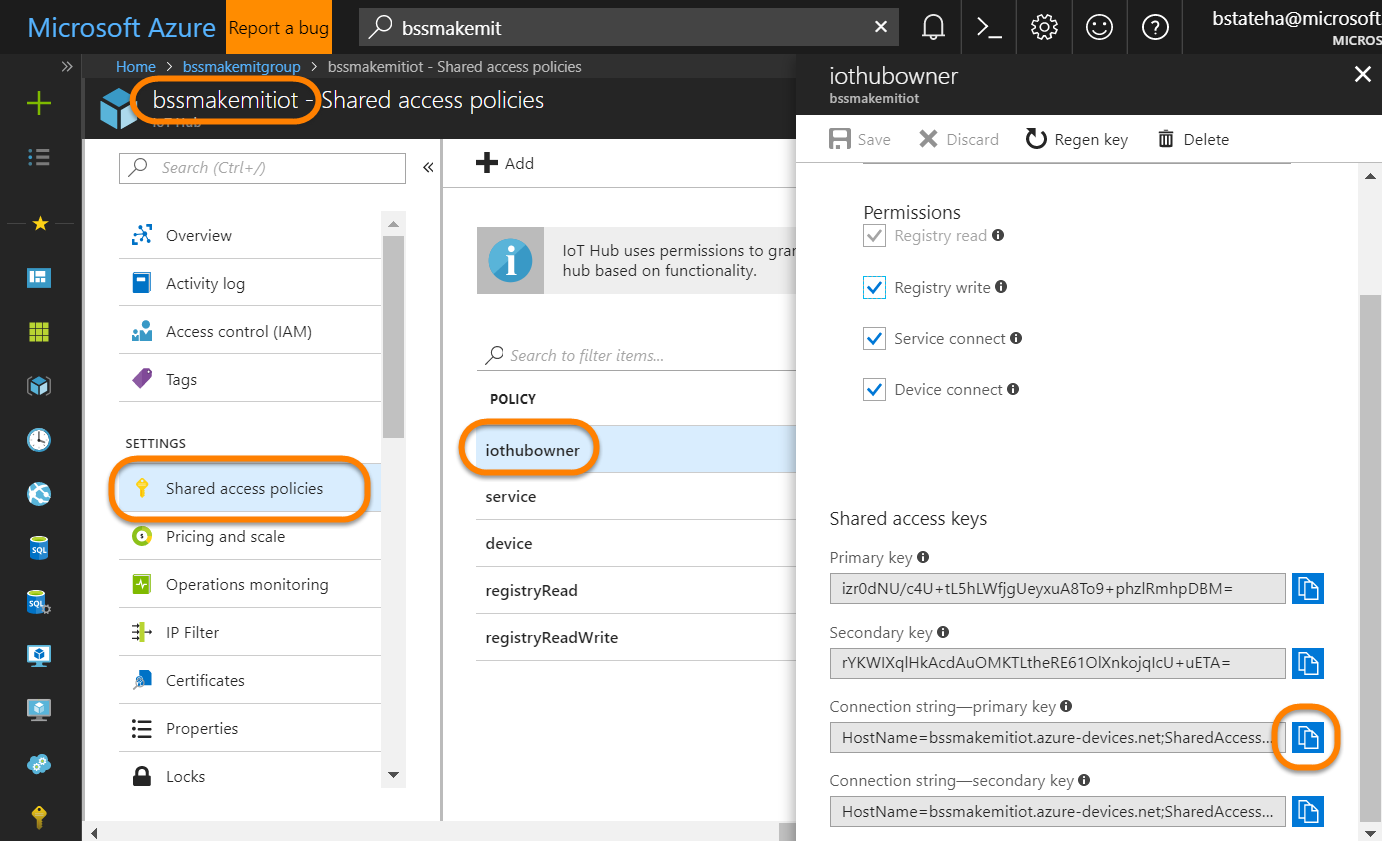 Microsoft Azure
Report a bug
bssmakemit
bstateha@microsoft
MICROS
Home > bssmakemitgroup > bssmakemitiot - Shared access policies
bssmakemitiot - Shared access policies
IoT Hub
Search (Ctrl+/)
Overview
Activity log
Access control (IAM)
Tags
SETTINGS
Shared access policies
Pricing and scale
Operations monitoring
IP Filter
Certificates
Properties
Locks
Add
IoT Hub uses permissions to gran
hub based on functionality.
Search to filter items...
POLICY
iothubowner
service
device
registryRead
registryReadWrite
iothubowner
bssmakemitiot
Save Discard Regen key Delete
Permissions
Registry read
Registry write
Service connect
Device connect
Shared access keys
Primary key
izr0dNU/c4U+tL5hLWfjgUeyxuA8To9+phzlRmhpDBM=
Secondary key
rYKWIXqlHkAcdAuOMKTLtheRE61OlXnkojqIcU+uETA=
Connection string—primary key
HostName=bssmakemitiot.azure-devices.net;SharedAccess...
Connection string—secondary key
HostName=bssmakemitiot.azure-devices.net;SharedAccess...
SQL
SQL